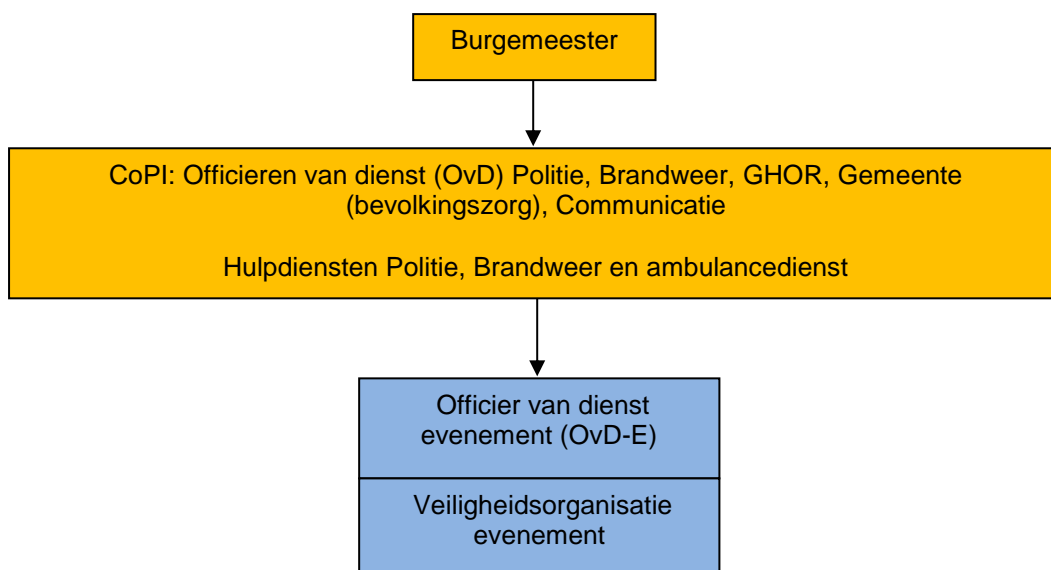 Burgemeester
CoPI: Officieren van dienst (OvD) Politie, Brandweer, GHOR, Gemeente
(bevolkingszorg), Communicatie
Hulpdiensten Politie, Brandweer en ambulancedienst
Officier van dienst
evenement (OvD-E)
Veiligheidsorganisatie
evenement